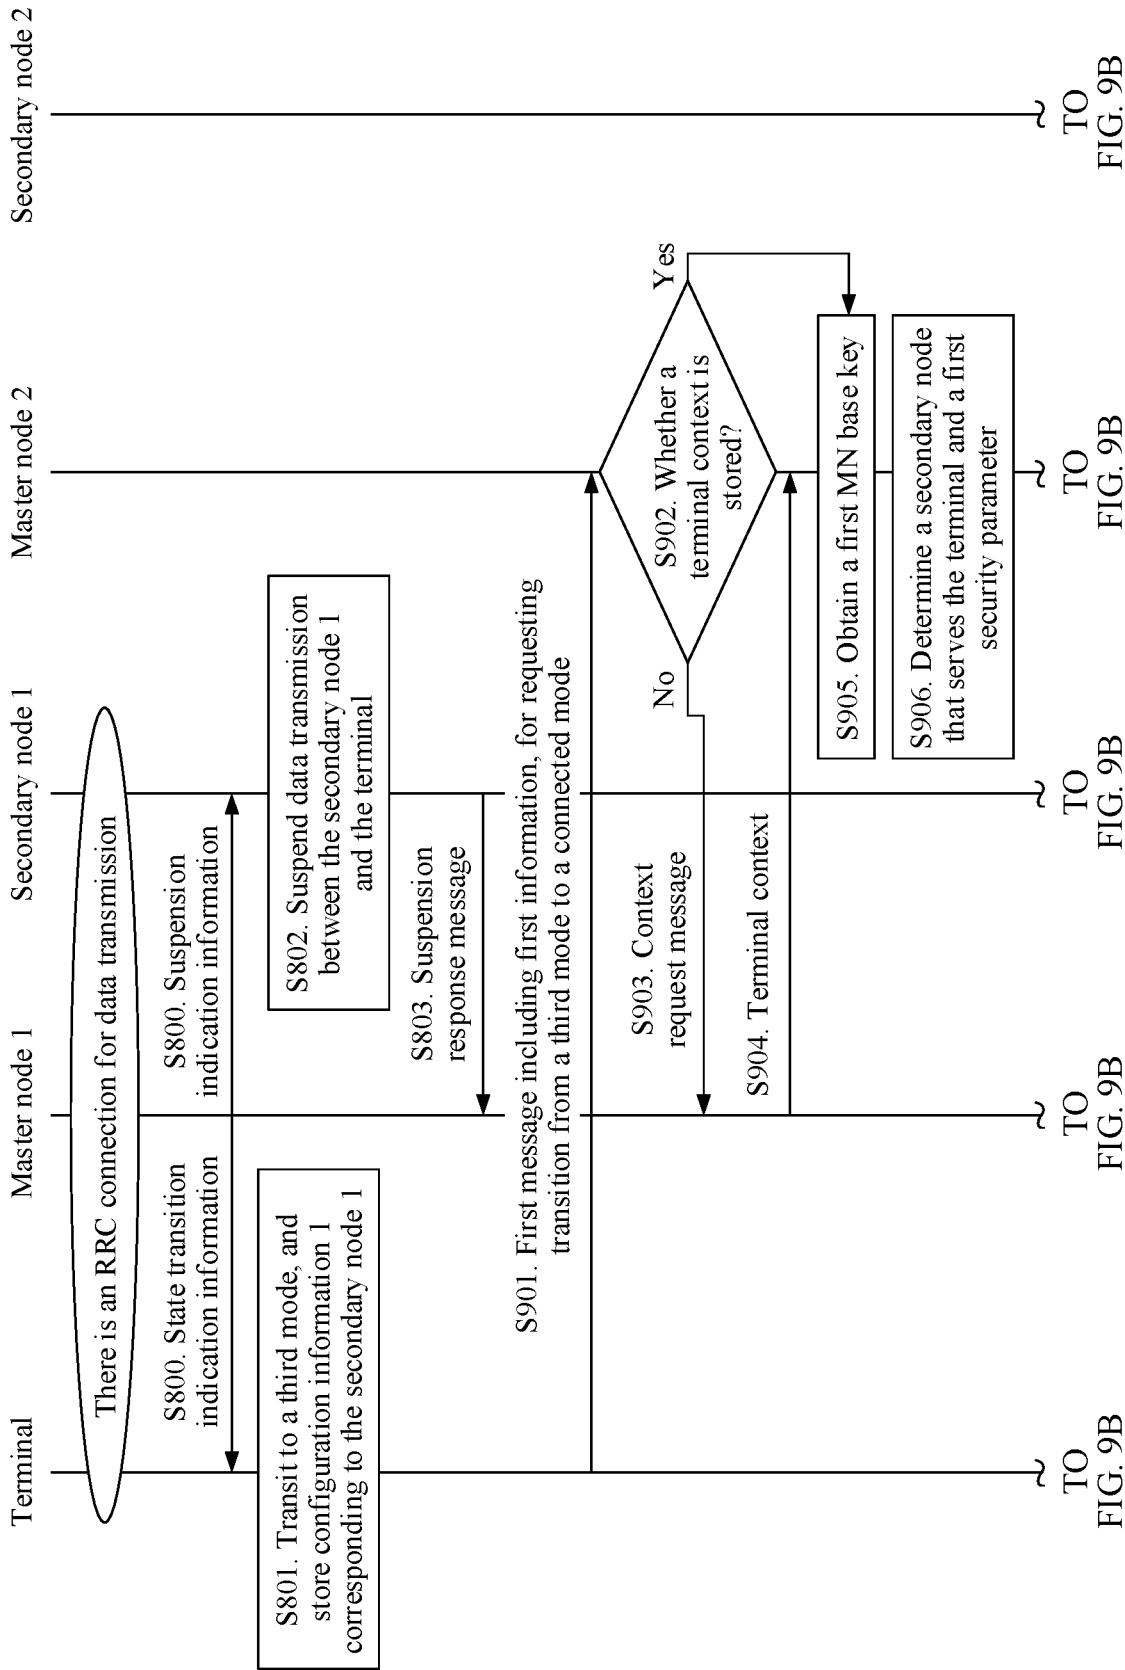 Terminal
Master node 1
Secondary node 1
Master node 2
Secondary node 2
There is an RRC connection for data transmission
S800. State transition
indication information
S800. Suspension
indication information
S801. Transit to a third mode, and
store configuration information 1
corresponding to the secondary node 1
S802. Suspend data transmission
between the secondary node 1
and the terminal
S803. Suspension
response message
S901. First message including first information, for requesting
transition from a third mode to a connected mode
S902. Whether a
terminal context is
stored?
No
Yes
S903. Context
request message
S904. Terminal context
S905. Obtain a first MN base key
S906. Determine a secondary node
that serves the terminal and a first
security parameter
TO
FIG. 9B
TO
FIG. 9B
TO
FIG. 9B
TO
FIG. 9B
TO
FIG. 9B